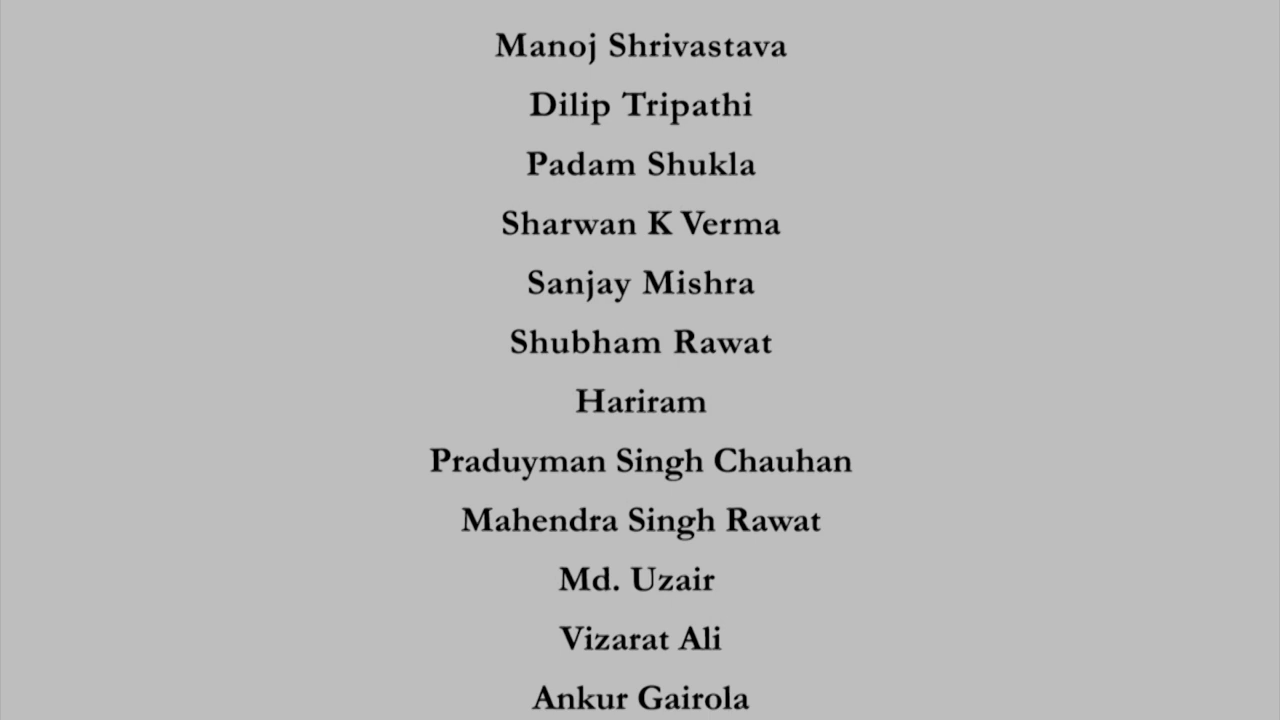 Manoj Shrivastava
Dilip Tripathi
Padam Shukla
Sharwan K Verma
Sanjay Mishra
Shubham Rawat
Hariram
Praduyman Singh Chauhan
Mahendra Singh Rawat
Md. Uzair
Vizarat Ali
Ankur Gairola